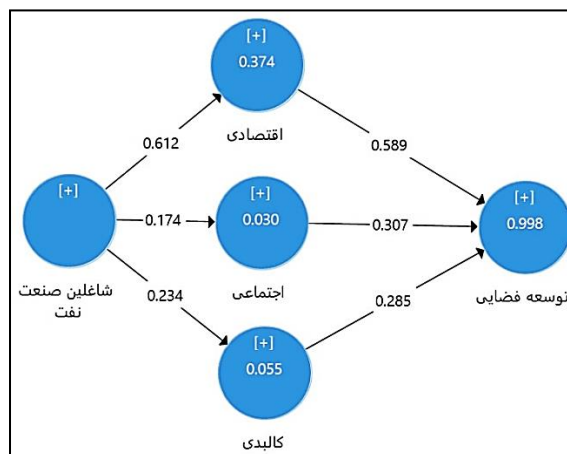 [+]
0.374
اقتصادی
0.612
0.589
[+]
شاغلین صنعت
نفت
0.174
[+]
0.030
اجتماعی
0.307
[+]
0.998
توسعه فضایی
0.234
0.285
[+]
0.055
کالبدی